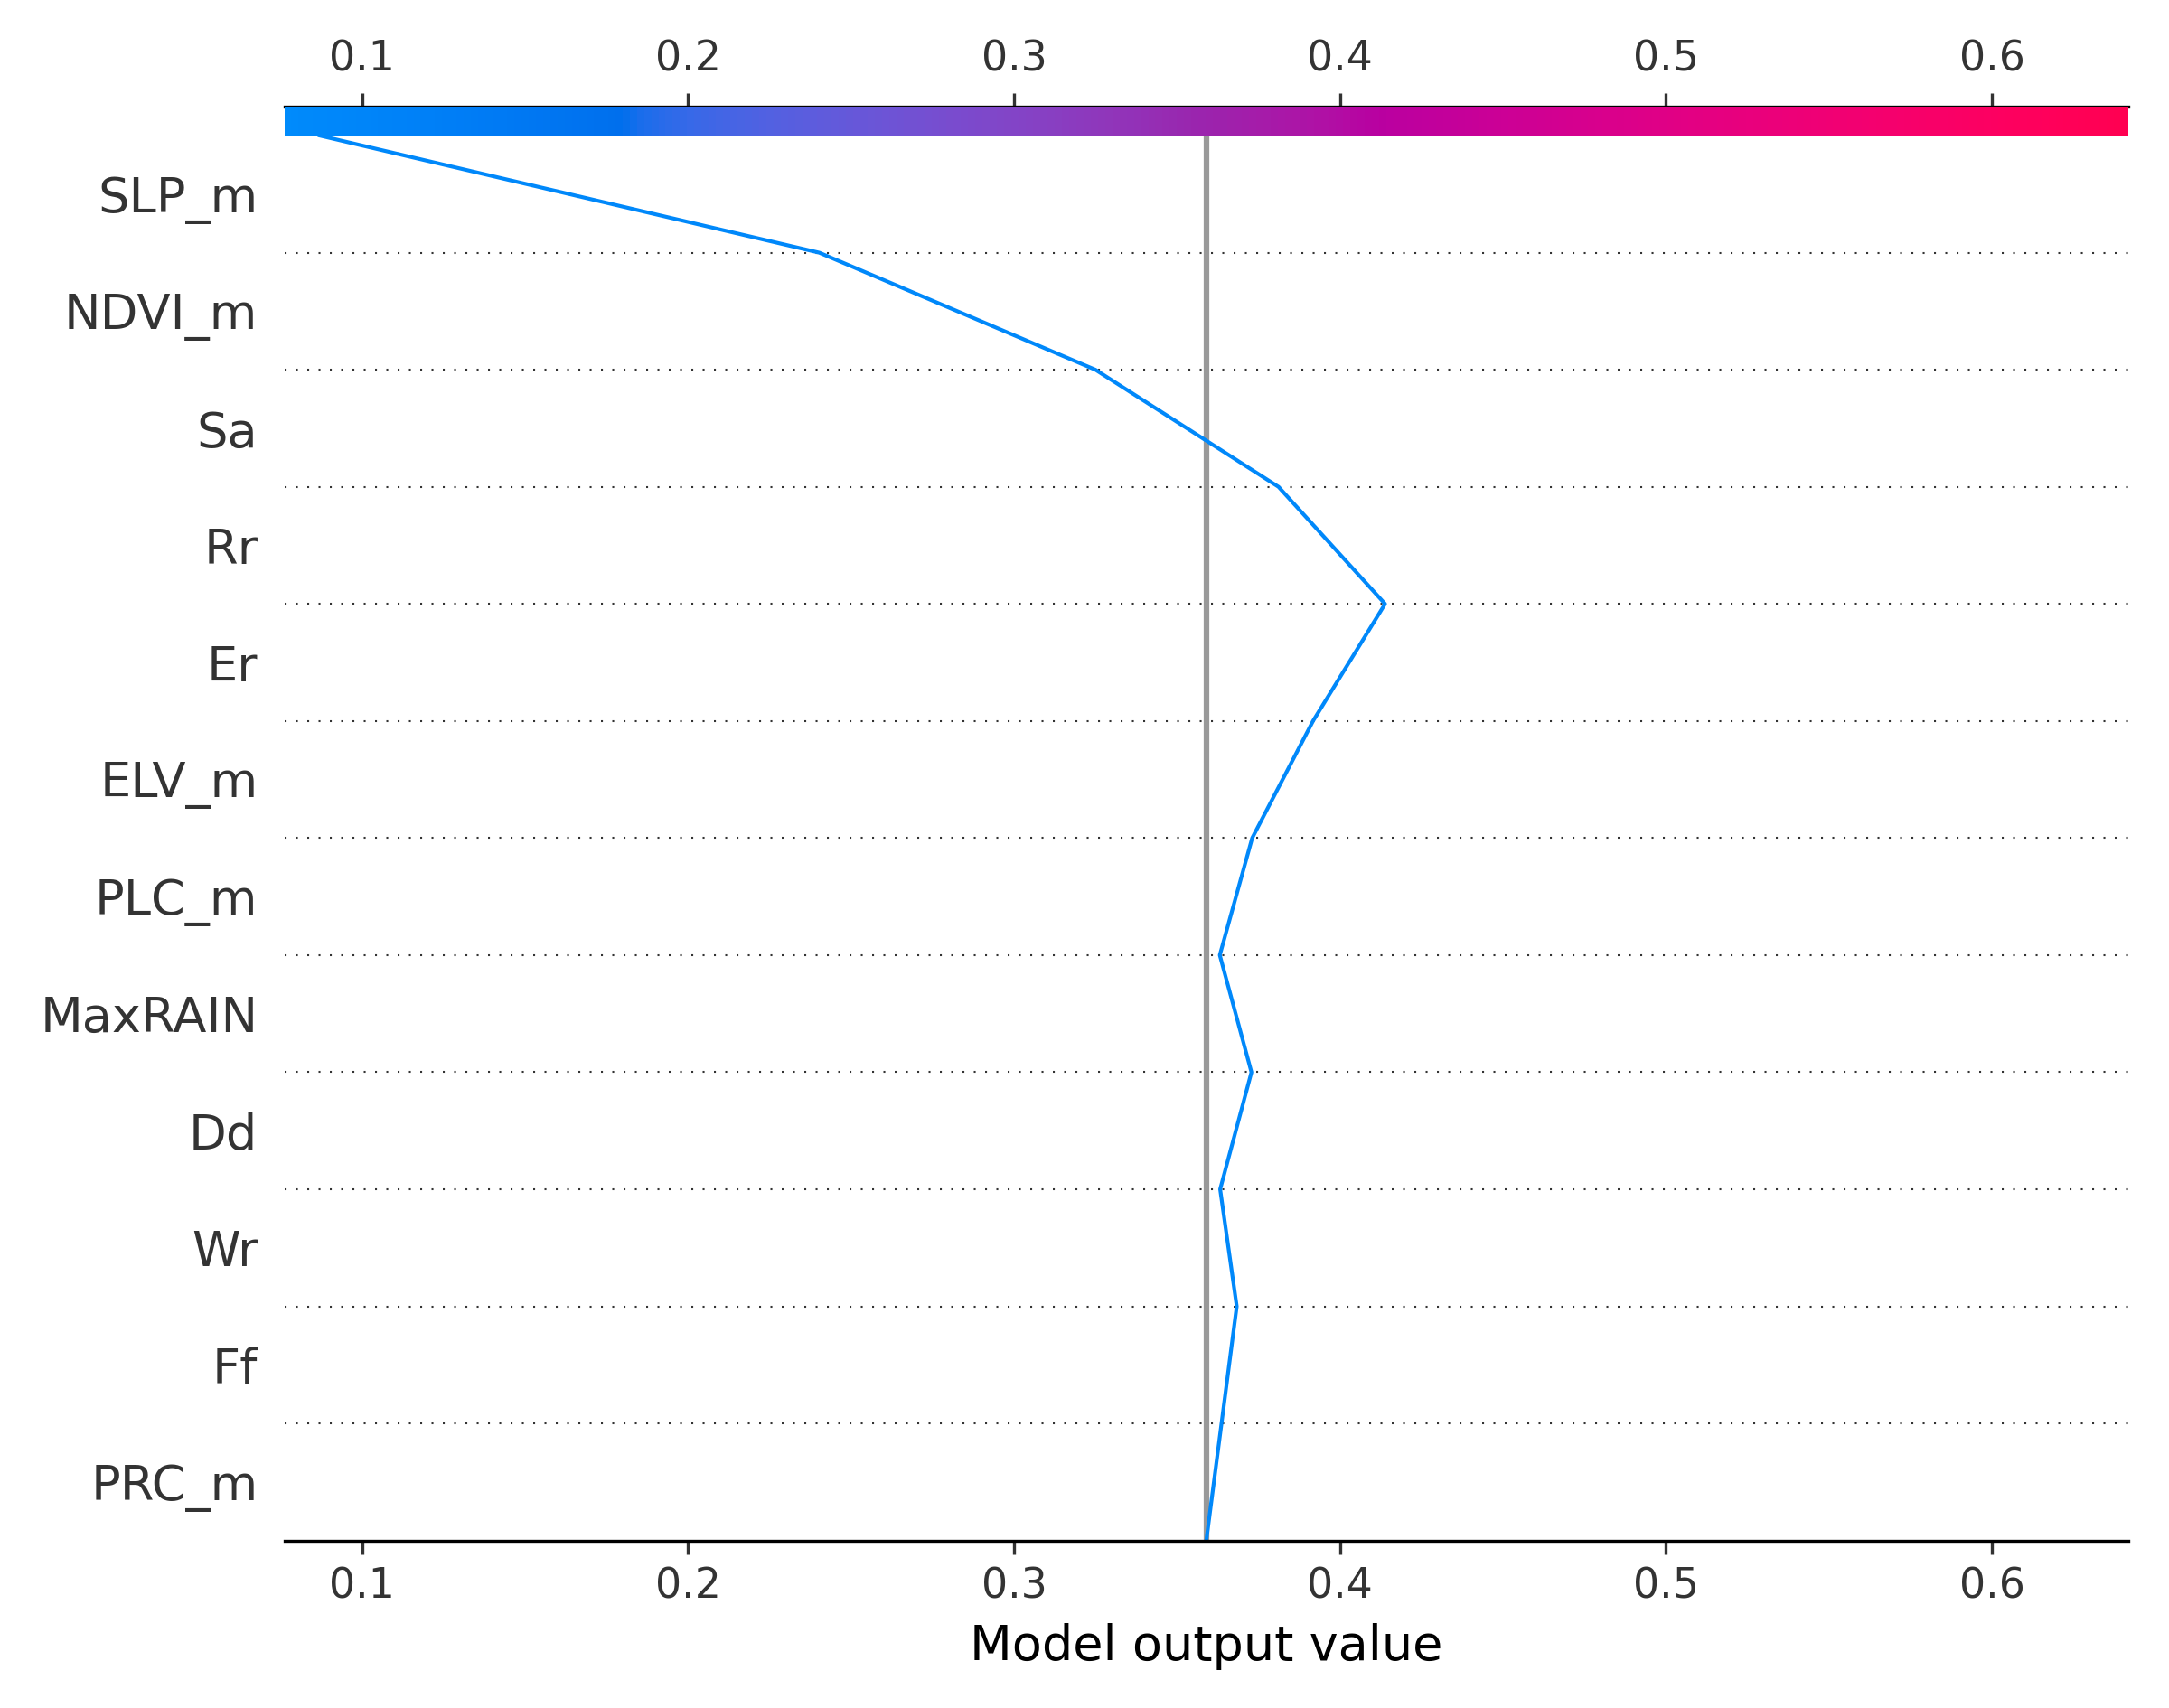 0.1 0.2 0.3 0.4 0.5 0.6
SLP_m
NDVI_m
Sa
Rr
Er
ELV_m
PLC_m
MaxRAIN
Dd
Wr
Ff
PRC_m
0.1 0.2 0.3 0.4 0.5 0.6
Model output value